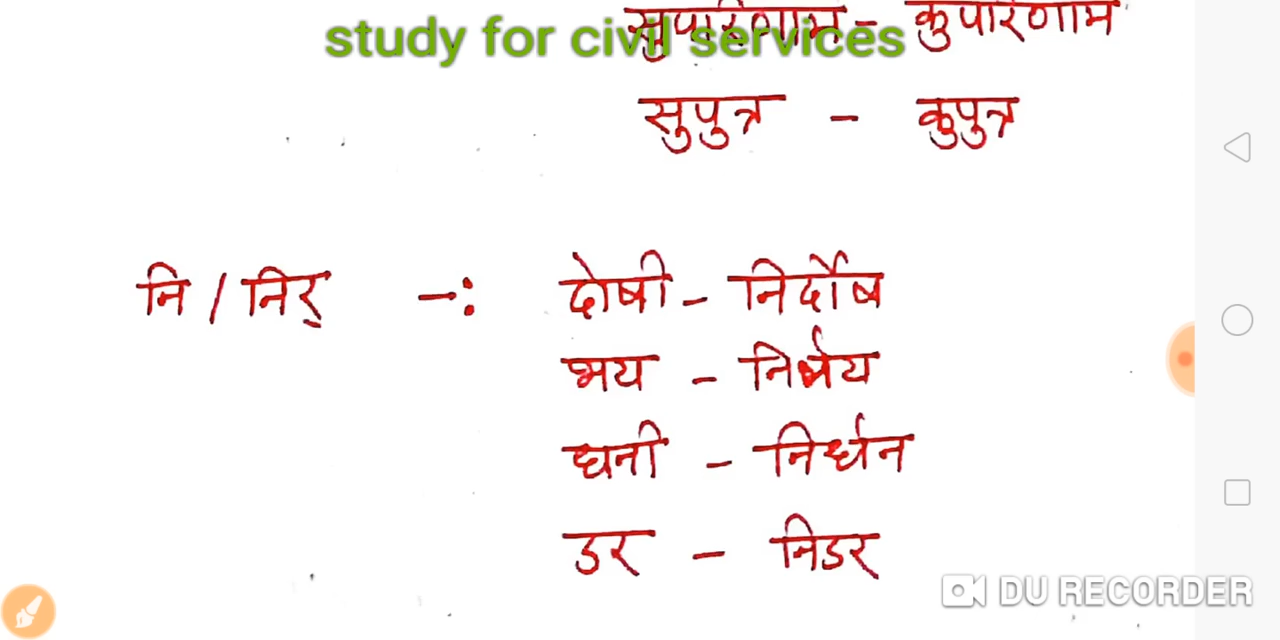 सुपरिणाम - कुपरिणाम
study for civil services
सुपुत्र - कुपुत्र
नि / निर् -: दोषी - निर्दोष
भय - निर्भय
धनी - निर्धन
डर - निडर
DU RECORDER